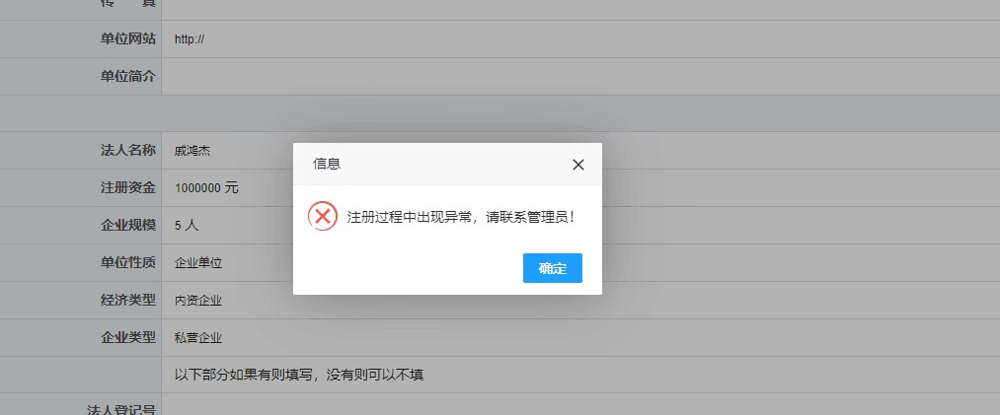 传 真
单位网站 http://
单位简介
法人名称 戚鸿杰
信息
注册资金 1000000 元
注册过程中出现异常，请联系管理员！
企业规模 5 人
单位性质 企业单位
确定
经济类型 内资企业
企业类型 私营企业
以下部分如果有则填写，没有则可以不填
法人登记号